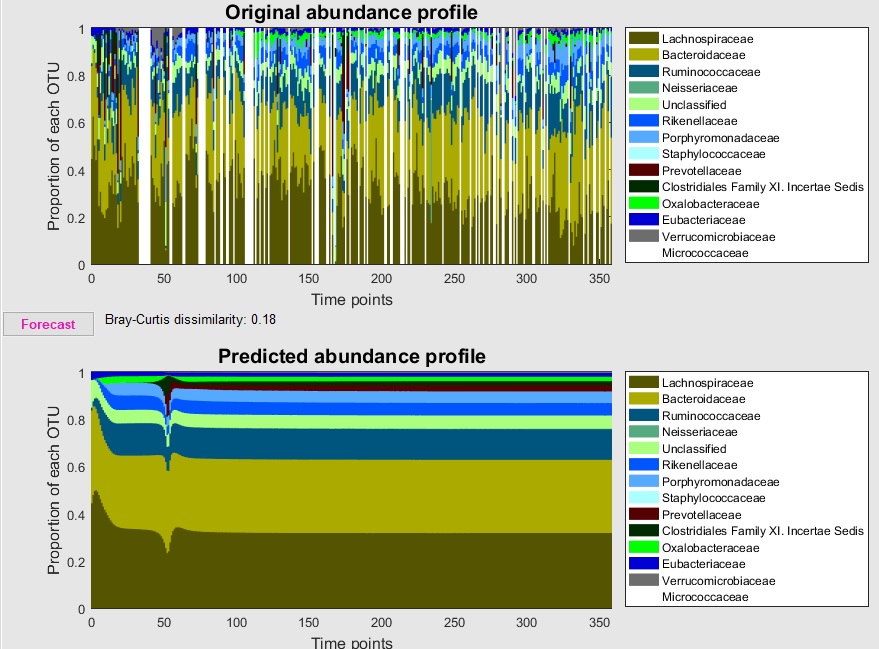 Original abundance profile
Proportion of each OTU
1
0.8
0.6
0.4
0.2
0
0 50 100 150 200 250 300 350
Time points
Lachnospiraceae
Bacteroidaceae
Ruminococcaceae
Neisseriaceae
Unclassified
Rikenellaceae
Porphyromonadaceae
Staphylococcaceae
Prevotellaceae
Clostridiales Family XI. Incertae Sedis
Oxalobacteraceae
Eubacteriaceae
Verrucomicrobiaceae
Micrococcaceae
Forecast
Bray-Curtis dissimilarity: 0.18
Predicted abundance profile
Proportion of each OTU
1
0.8
0.6
0.4
0.2
0
0 50 100 150 200 250 300 350
Time points
Lachnospiraceae
Bacteroidaceae
Ruminococcaceae
Neisseriaceae
Unclassified
Rikenellaceae
Porphyromonadaceae
Staphylococcaceae
Prevotellaceae
Clostridiales Family XI. Incertae Sedis
Oxalobacteraceae
Eubacteriaceae
Verrucomicrobiaceae
Micrococcaceae